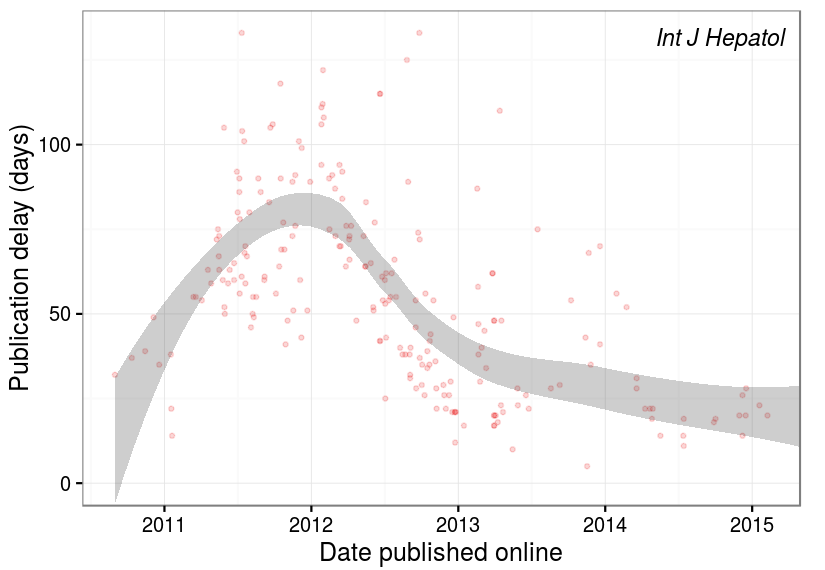 Int J Hepatol
Publication delay (days)
100
50
0
2011 2012 2013 2014 2015
Date published online